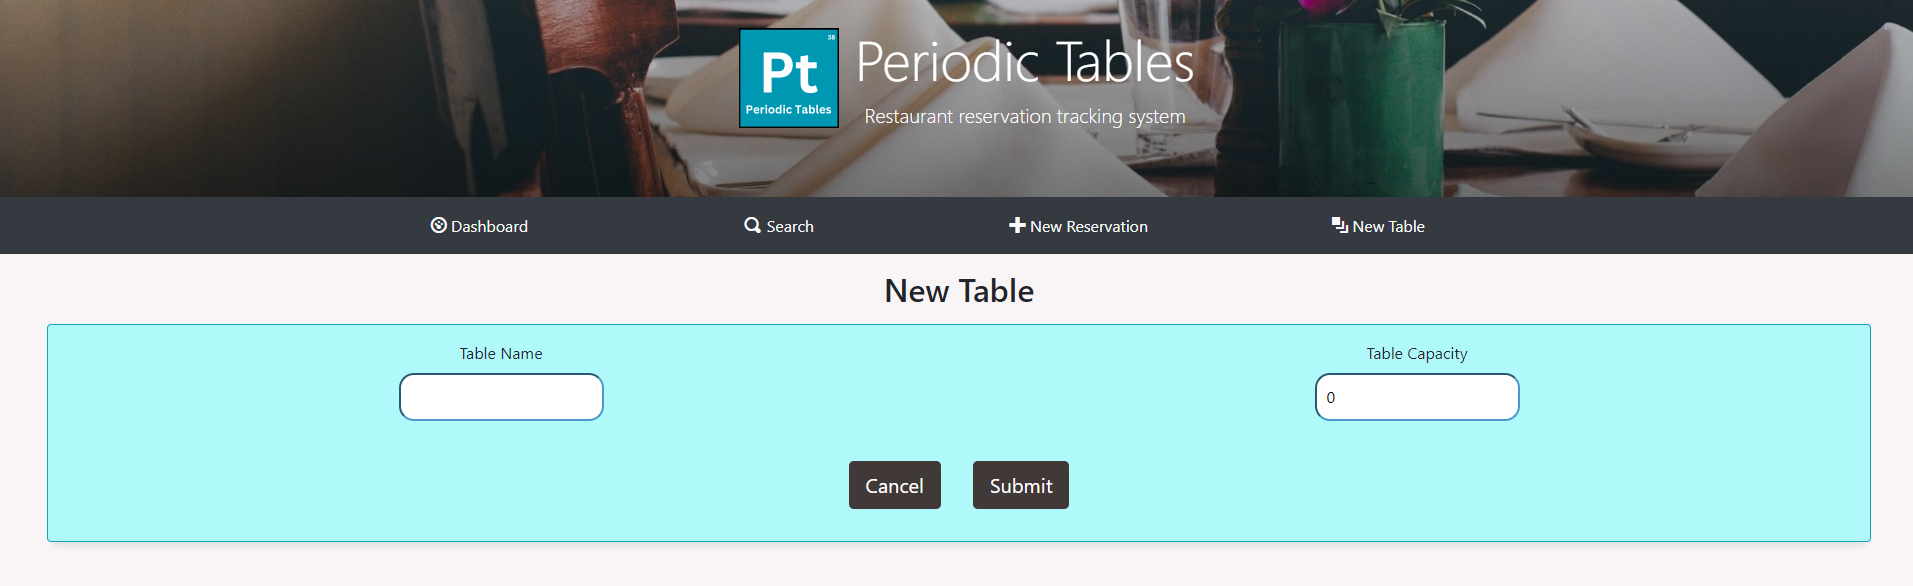 38
Pt
Periodic Tables
Periodic Tables
Restaurant reservation tracking system
Dashboard
Search
New Reservation
New Table
New Table
Table Name
Table Capacity
0
Cancel
Submit